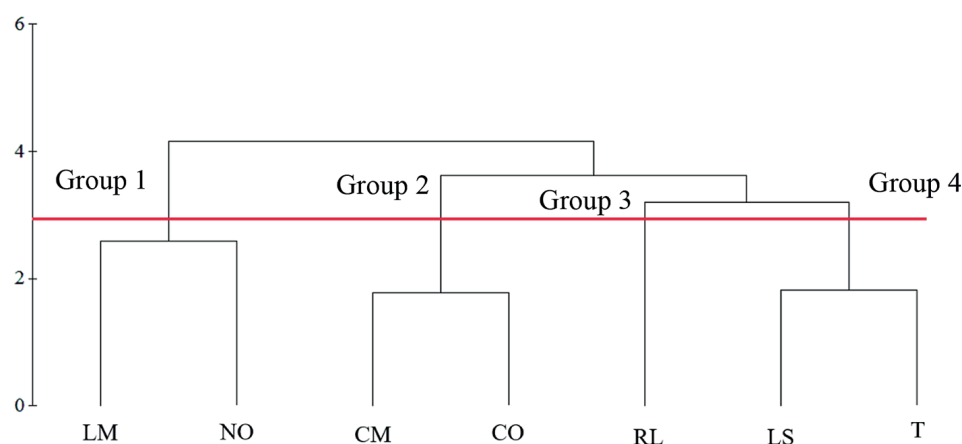 6
4
Group 1
Group 2
Group 3
Group 4
2
0
LM NO CM CO RL LS T